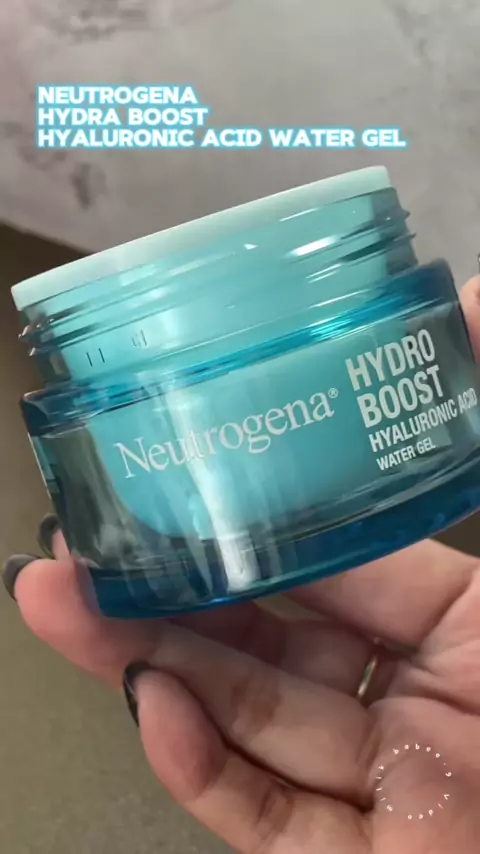 NEUTROGENA
HYDRA BOOST
HYALURONIC ACID WATER GEL
Neutrogena®
HYDRO
BOOST
HYALURONIC ACID
WATER GEL